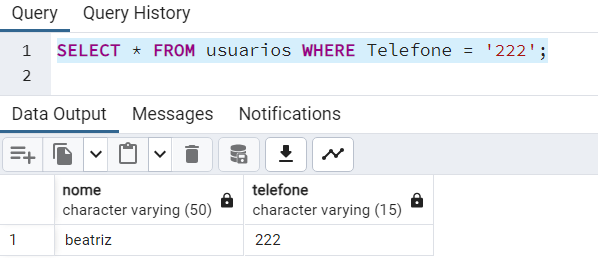 Query Query History
1 SELECT * FROM usuarios WHERE Telefone = '222';
2
Data Output Messages Notifications
nome telefone
character varying (50) character varying (15)
1 beatriz 222